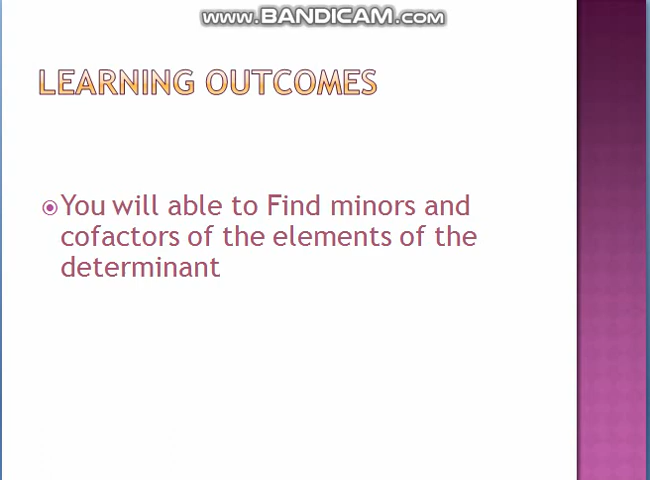 www.BANDICAM.com
LEARNING OUTCOMES
You will able to Find minors and
cofactors of the elements of the
determinant